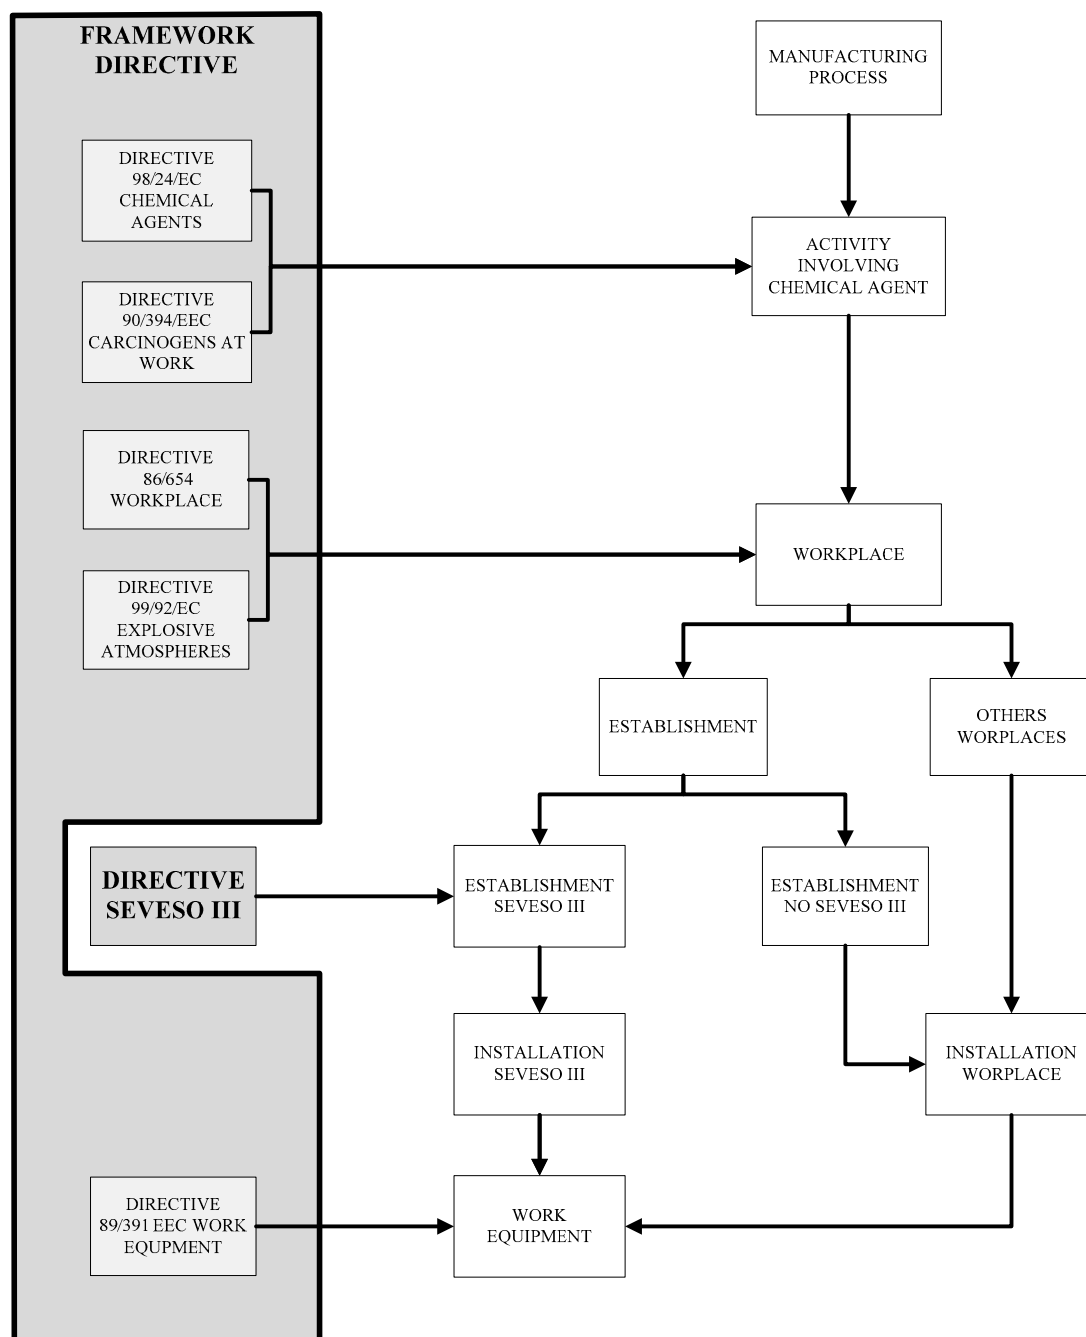 FRAMEWORK
DIRECTIVE
MANUFACTURING
PROCESS
DIRECTIVE
98/24/EC
CHEMICAL
AGENTS
ACTIVITY
INVOLVING
CHEMICAL AGENT
DIRECTIVE
90/394/EEC
CARCINOGENS AT
WORK
DIRECTIVE
86/654
WORKPLACE
WORKPLACE
DIRECTIVE
99/92/EC
EXPLOSIVE
ATMOSPHERES
ESTABLISHMENT
OTHERS
WORPLACES
DIRECTIVE
SEVESO III
ESTABLISHMENT
SEVESO III
ESTABLISHMENT
NO SEVESO III
INSTALLATION
SEVESO III
INSTALLATION
WORPLACE
DIRECTIVE
89/391 EEC WORK
EQUPMENT
WORK
EQUIPMENT